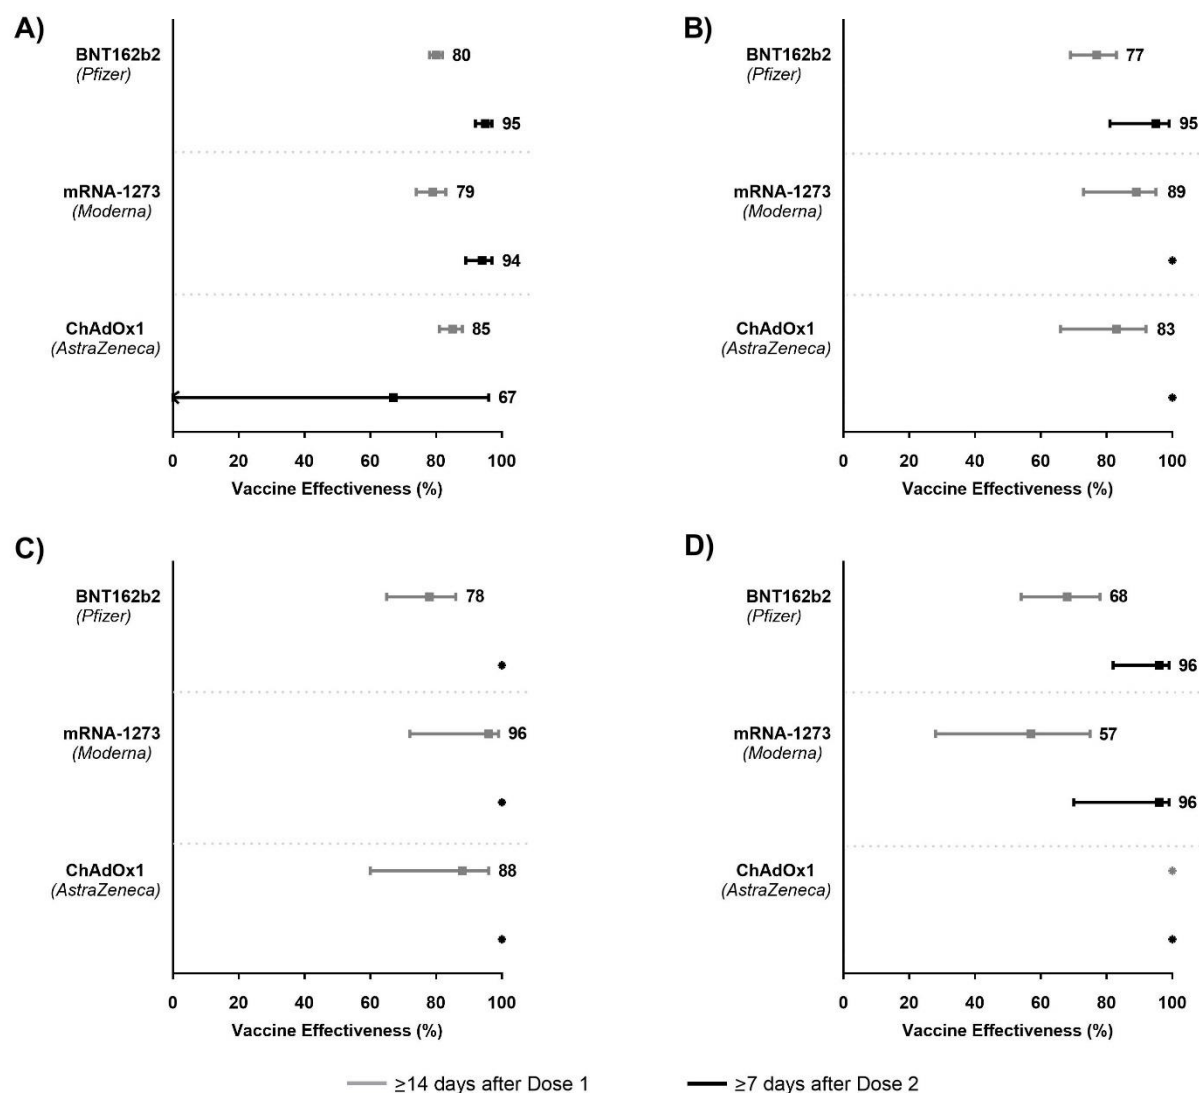 A)
BNT162b2
(Pfizer)
80
95
mRNA-1273
(Moderna)
79
94
ChAdOx1
(AstraZeneca)
85
67
0 20 40 60 80 100
Vaccine Effectiveness (%)
B)
BNT162b2
(Pfizer)
77
95
mRNA-1273
(Moderna)
89
*
ChAdOx1
(AstraZeneca)
83
*
0 20 40 60 80 100
Vaccine Effectiveness (%)
C)
BNT162b2
(Pfizer)
78
*
mRNA-1273
(Moderna)
96
*
ChAdOx1
(AstraZeneca)
88
*
0 20 40 60 80 100
Vaccine Effectiveness (%)
D)
BNT162b2
(Pfizer)
68
96
mRNA-1273
(Moderna)
57
96
ChAdOx1
(AstraZeneca)
*
*
0 20 40 60 80 100
Vaccine Effectiveness (%)
≥14 days after Dose 1
≥7 days after Dose 2